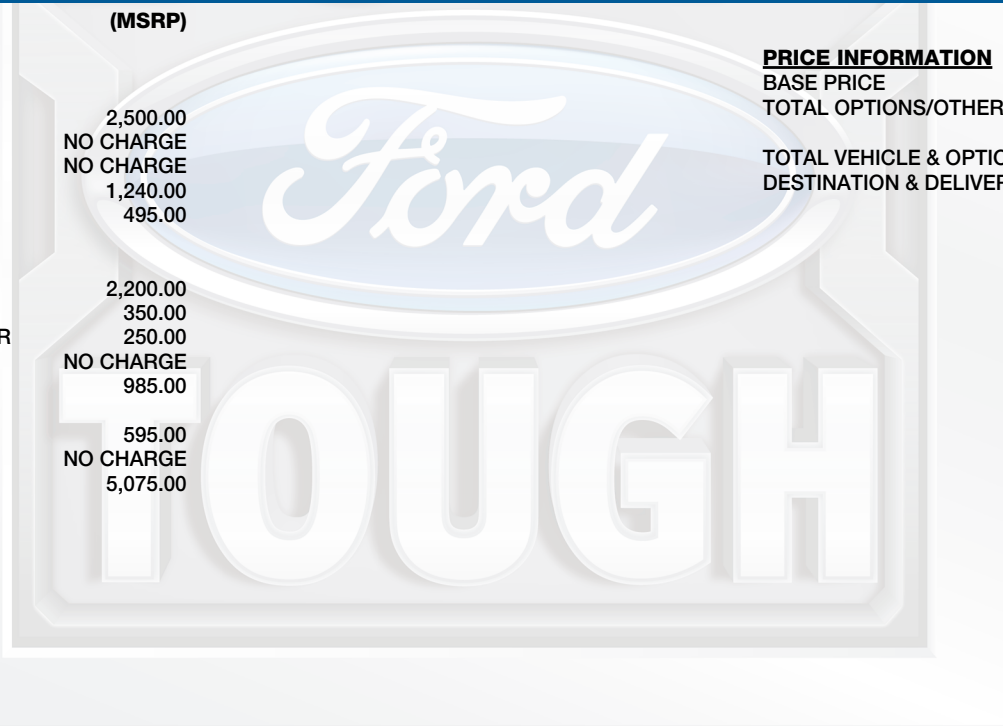 (MSRP)
2,500.00
NO CHARGE
NO CHARGE
1,240.00
495.00
2,200.00
350.00
R 250.00
NO CHARGE
985.00
595.00
NO CHARGE
5,075.00
PRICE INFORMATION
BASE PRICE
TOTAL OPTIONS/OTHER
TOTAL VEHICLE & OPTIO
DESTINATION & DELIVER
Ford
TOUGH